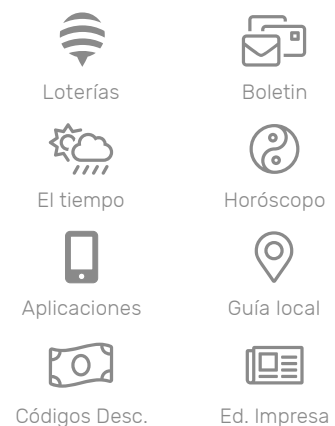 Loterías
Boletin
El tiempo
Horóscopo
Aplicaciones
Guía local
Códigos Desc.
Ed. Impresa